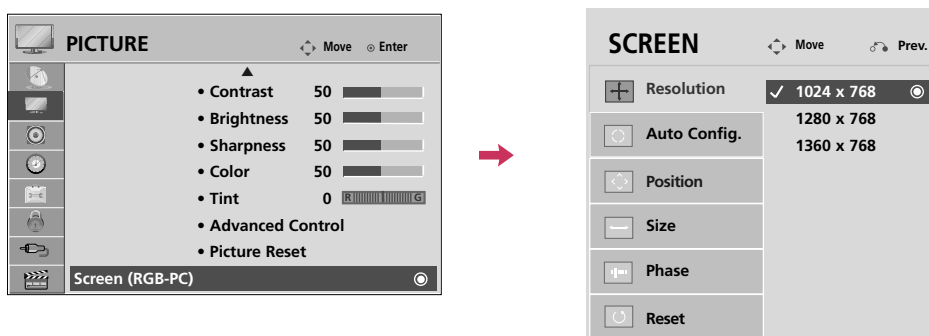 PICTURE
Move
Enter
• Contrast 50
• Brightness 50
• Sharpness 50
• Color 50
• Tint 0 R G
• Advanced Control
• Picture Reset
Screen (RGB-PC)
SCREEN
Move
Prev.
Resolution
Auto Config.
Position
Size
Phase
Reset
1024 x 768
1280 x 768
1360 x 768